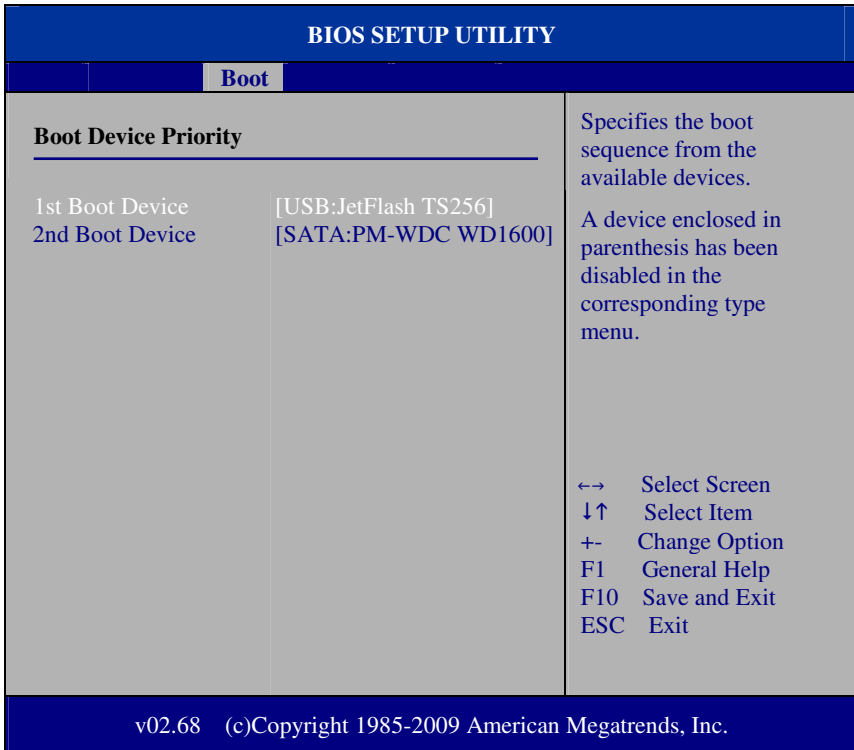 BIOS SETUP UTILITY
Boot
Boot Device Priority
1st Boot Device [USB:JetFlash TS256]
2nd Boot Device [SATA:PM-WDC WD1600]
Specifies the boot
sequence from the
available devices.
A device enclosed in
parenthesis has been
disabled in the
corresponding type
menu.
←→ Select Screen
↓↑ Select Item
+- Change Option
F1 General Help
F10 Save and Exit
ESC Exit
v02.68 (c)Copyright 1985-2009 American Megatrends, Inc.